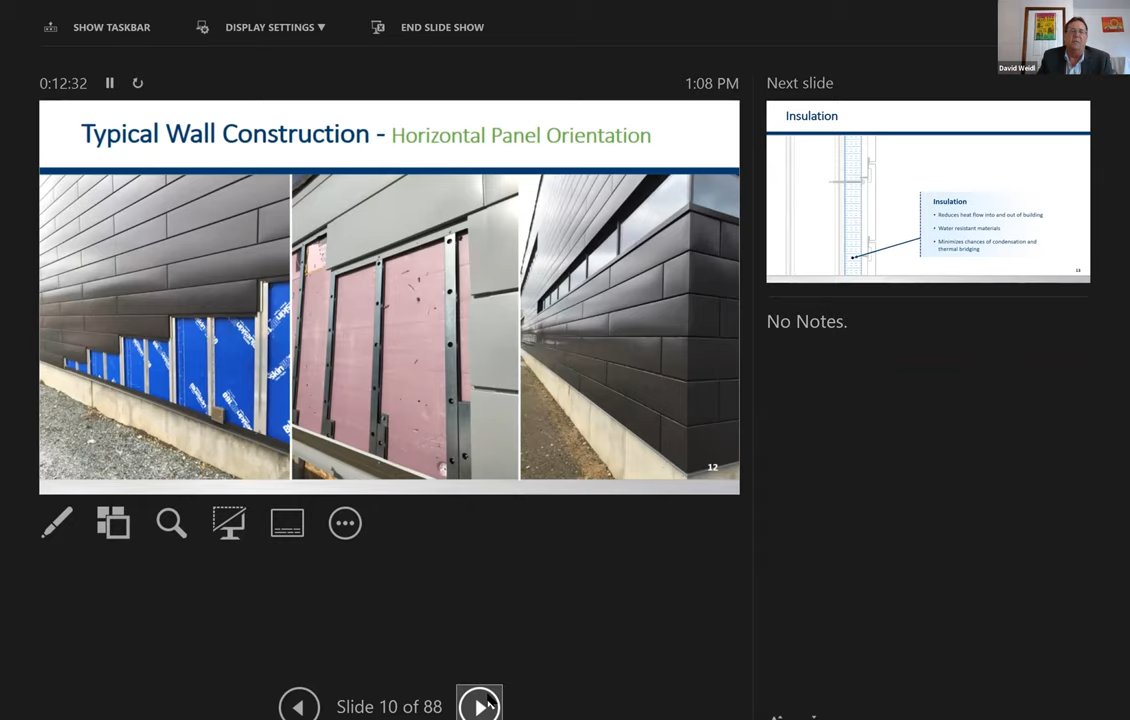 SHOW TASKBAR
DISPLAY SETTINGS ▼
END SLIDE SHOW
David Weidl
0:12:32
1:08 PM
Next slide
Typical Wall Construction - Horizontal Panel Orientation
12
Insulation
Insulation
• Reduces heat flow into and out of building
• Water resistant materials
• Minimizes chances of condensation and
thermal bridging
13
No Notes.
Slide 10 of 88